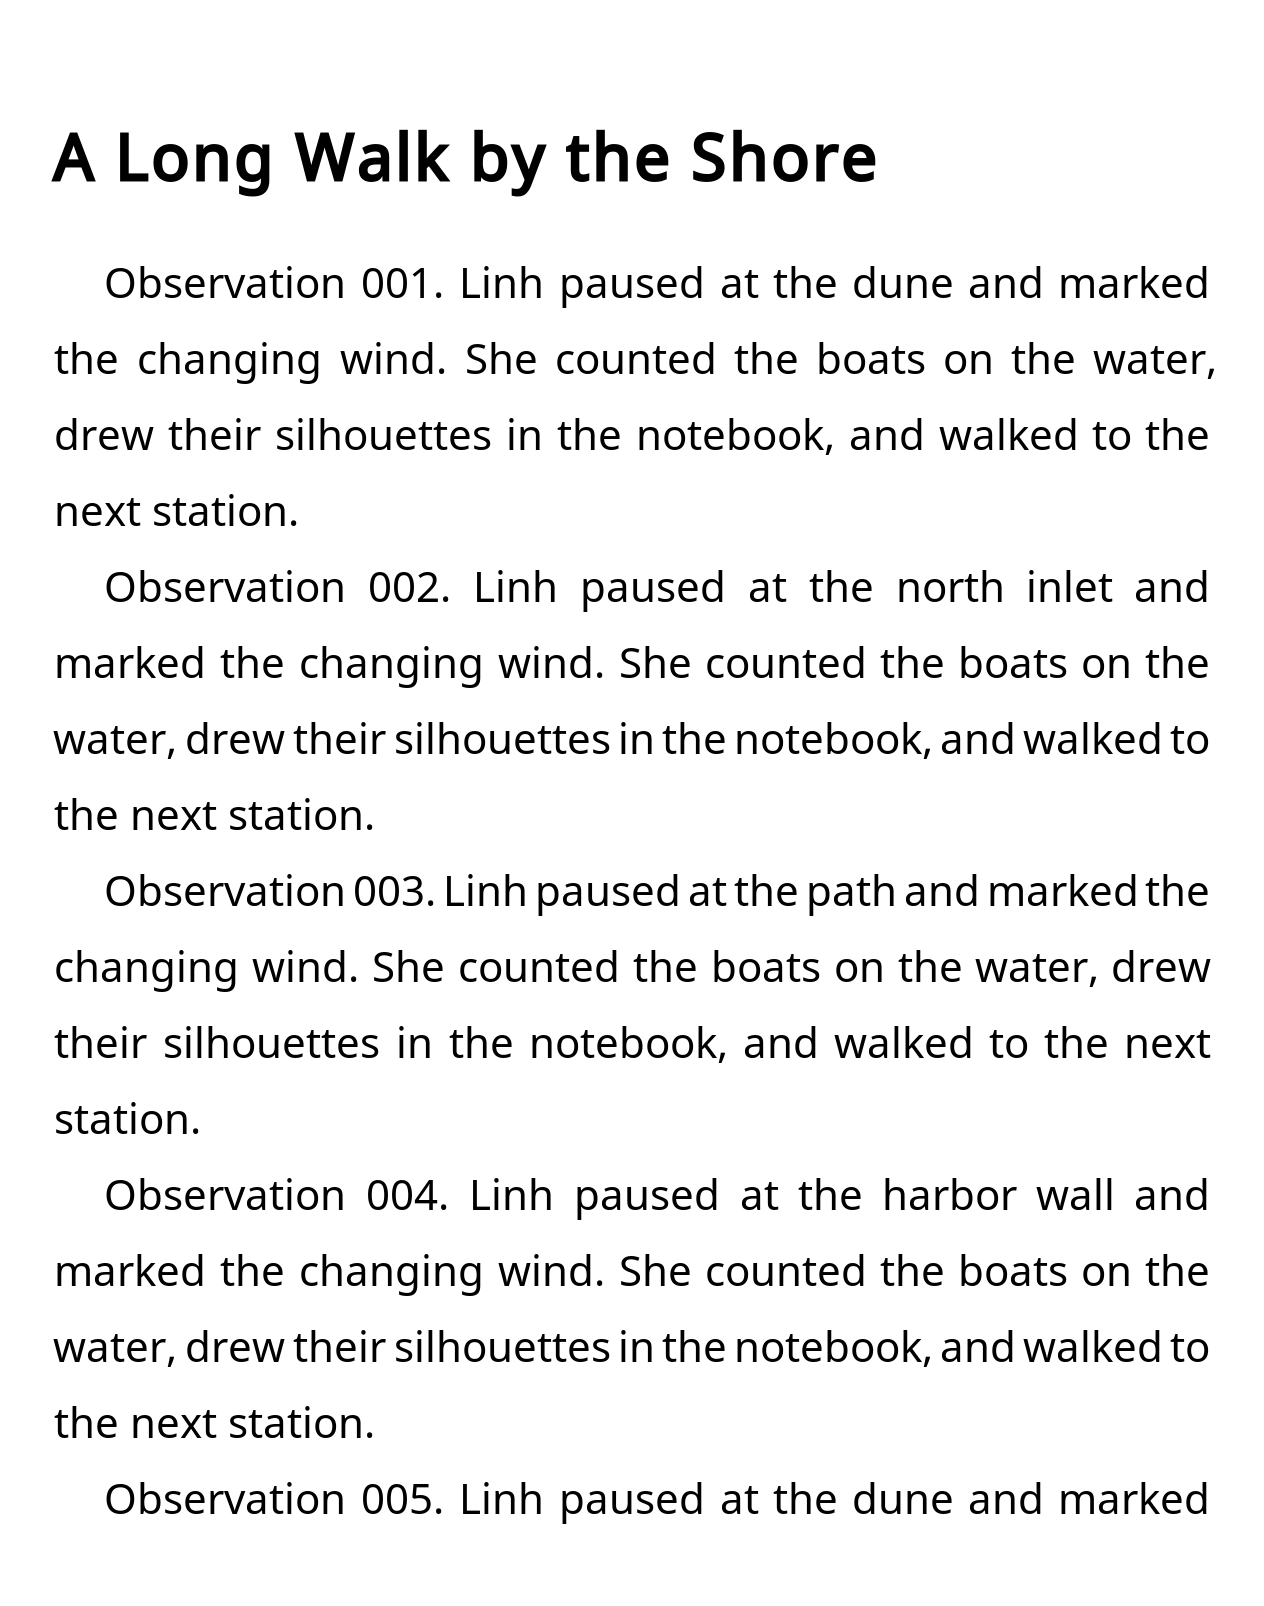 A Long Walk by the Shore
Observation 001. Linh paused at the dune and marked
the changing wind. She counted the boats on the water,
drew their silhouettes in the notebook, and walked to the
next station.
Observation 002. Linh paused at the north inlet and
marked the changing wind. She counted the boats on the
water, drew their silhouettes in the notebook, and walked to
the next station.
Observation 003. Linh paused at the path and marked the
changing wind. She counted the boats on the water, drew
their silhouettes in the notebook, and walked to the next
station.
Observation 004. Linh paused at the harbor wall and
marked the changing wind. She counted the boats on the
water, drew their silhouettes in the notebook, and walked to
the next station.
Observation 005. Linh paused at the dune and marked